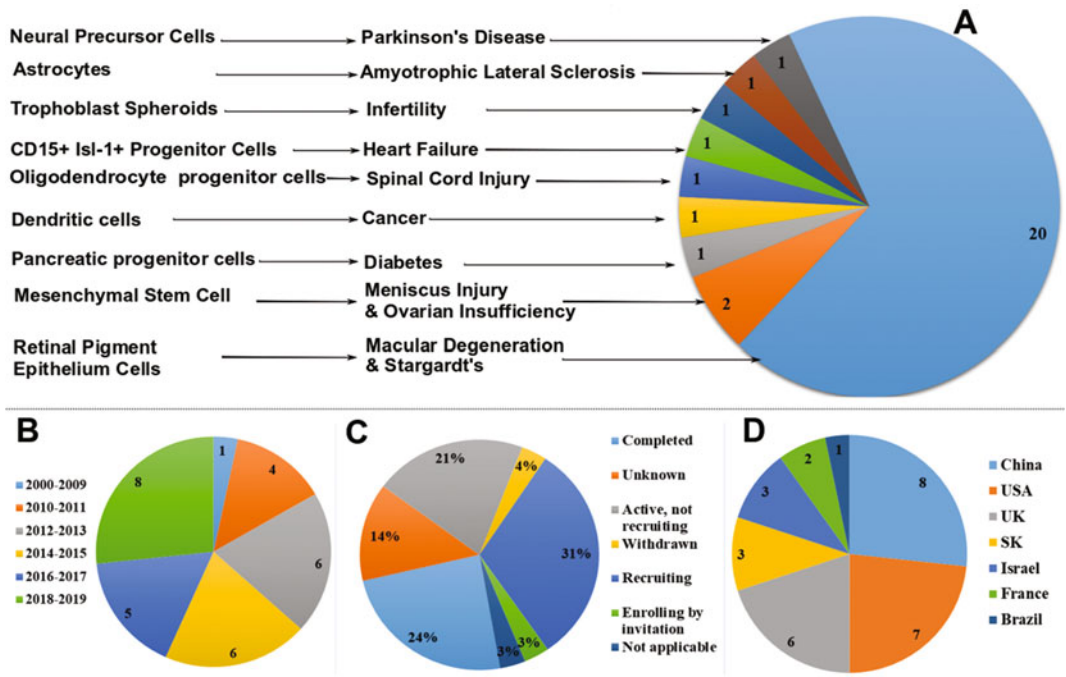 A
Neural Precursor Cells Parkinson's Disease
Astrocytes Amyotrophic Lateral Sclerosis
Trophoblast Spheroids Infertility
CD15+ Isl-1+ Progenitor Cells Heart Failure
Oligodendrocyte progenitor cells Spinal Cord Injury
Dendritic cells Cancer
Pancreatic progenitor cells Diabetes
Mesenchymal Stem Cell Meniscus Injury
& Ovarian Insufficiency
Retinal Pigment Macular Degeneration
Epithelium Cells & Stargardt's
1
1
1
1
1
1
1
2
20
B
2000-2009
2010-2011
2012-2013
2014-2015
2016-2017
2018-2019
1
4
6
6
5
8
C
21%
4%
14%
31%
24%
3%
3%
Completed
Unknown
Active, not
recruiting
Withdrawn
Recruiting
Enrolling by
invitation
Not applicable
D
1
2
8
3
3
6
7
China
USA
UK
SK
Israel
France
Brazil